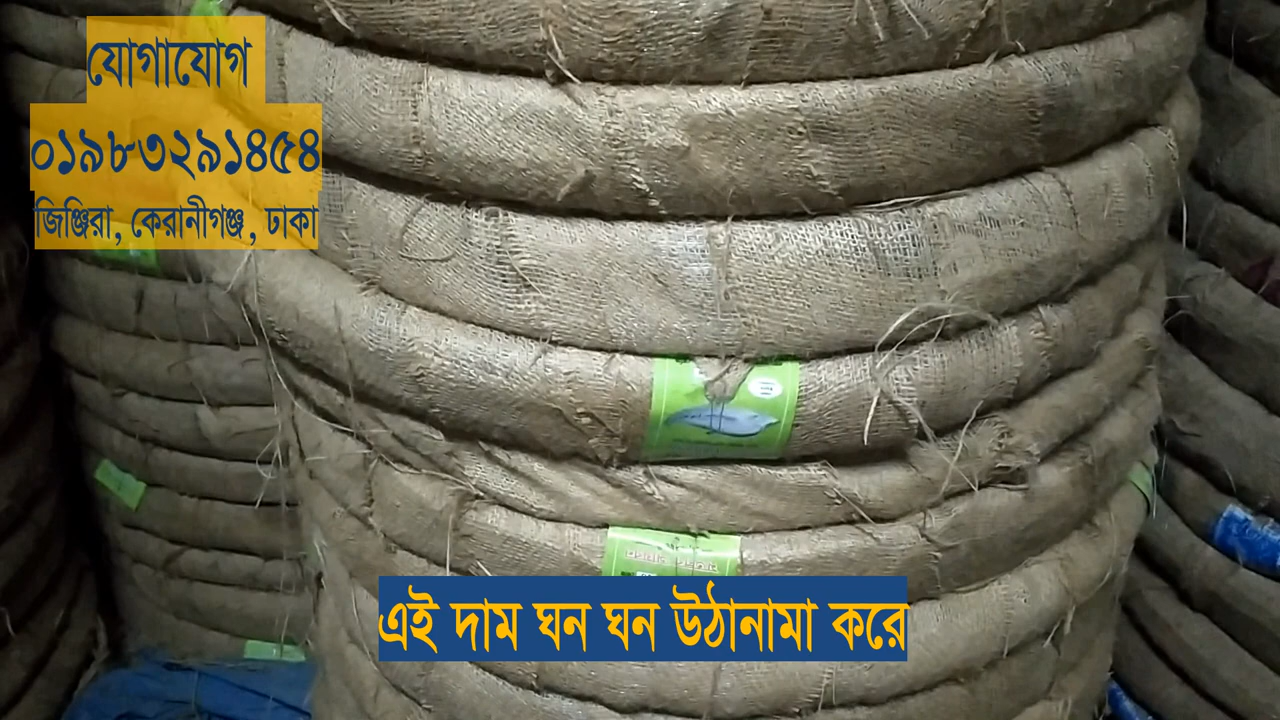 যোগাযোগ
০১৯৮৩২৯১৪৫৪
জিঞ্জিরা, কেরানীগঞ্জ, ঢাকা
এই দাম ঘন ঘন উঠানামা করে